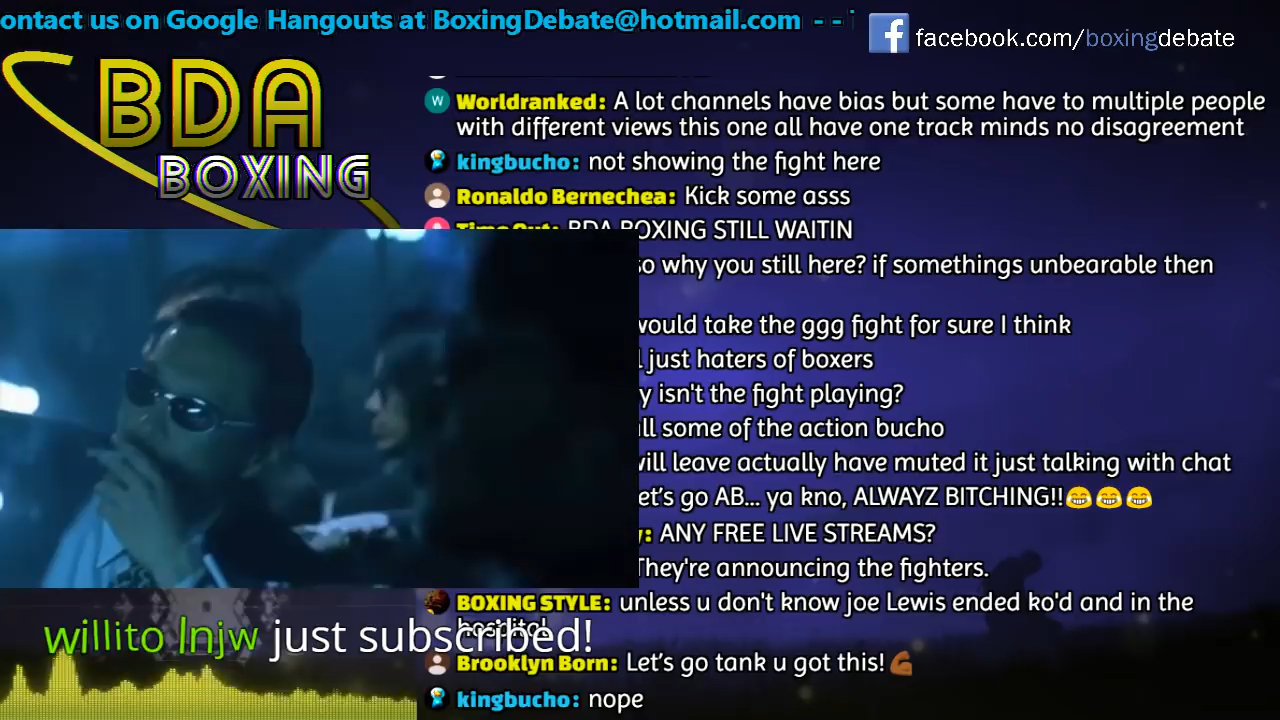 ontact us on Google Hangouts at BoxingDebate@hotmail.com - -
facebook.com/boxingdebate
BDA
BOXING
W Worldranked: A lot channels have bias but some have to multiple people
with different views this one all have one track minds no disagreement
kingbucho: not showing the fight here
Ronaldo Bernechea: Kick some asss
Time Out: BDA BOXING STILL WAITIN
so why you still here? if somethings unbearable then
would take the ggg fight for sure I think
just haters of boxers
isn't the fight playing?
some of the action bucho
will leave actually have muted it just talking with chat
let's go AB... ya kno, ALWAYZ BITCHING!!😂😂😂
: ANY FREE LIVE STREAMS?
They're announcing the fighters.
BOXING STYLE: unless u don't know joe Lewis ended ko'd and in the
hospital
willito lnjw just subscribed!
Brooklyn Born: Let's go tank u got this!💪🏾
kingbucho: nope